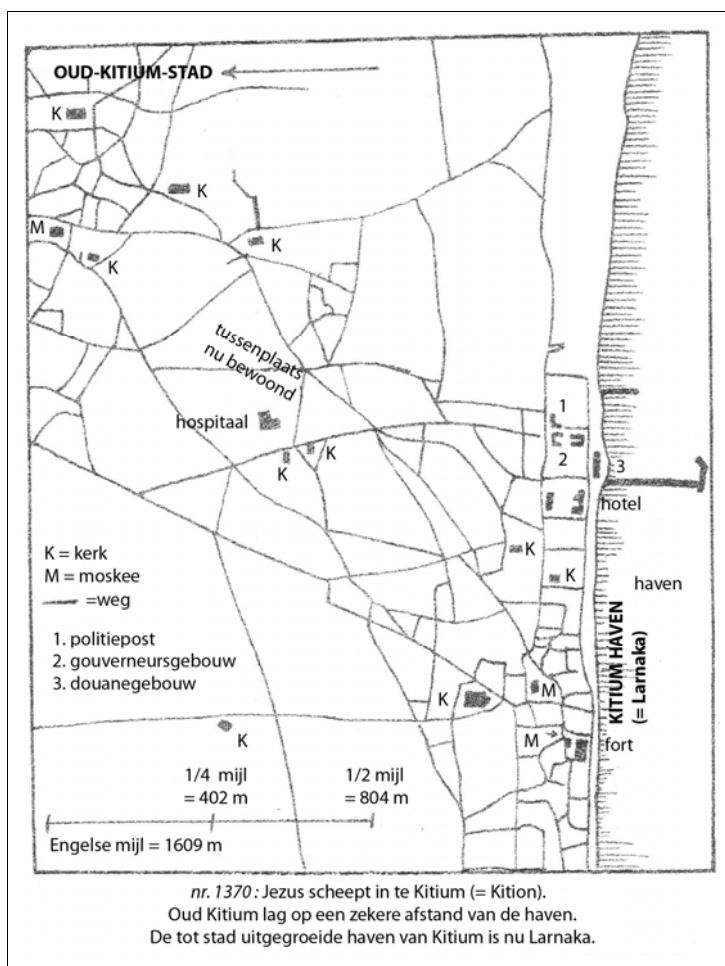 OUD-KITIUM-STAD
K
K
M
K
K
tussenplaats
nu bewoond
hospitaal
1
2
3
K
K
hotel
K = kerk
M = moskee
=weg
K
K
haven
1. politiepost
2. gouverneursgebouw
3. douanegebouw
KITIUM HAVEN
(= Larnaka)
K
M
K
M
fort
1/4 mijl
= 402 m
1/2 mijl
= 804 m
Engelse mijl = 1609 m
nr. 1370 : Jezus scheept in te Kitium (= Kition).
Oud Kitium lag op een zekere afstand van de haven.
De tot stad uitgegroeide haven van Kitium is nu Larnaka.